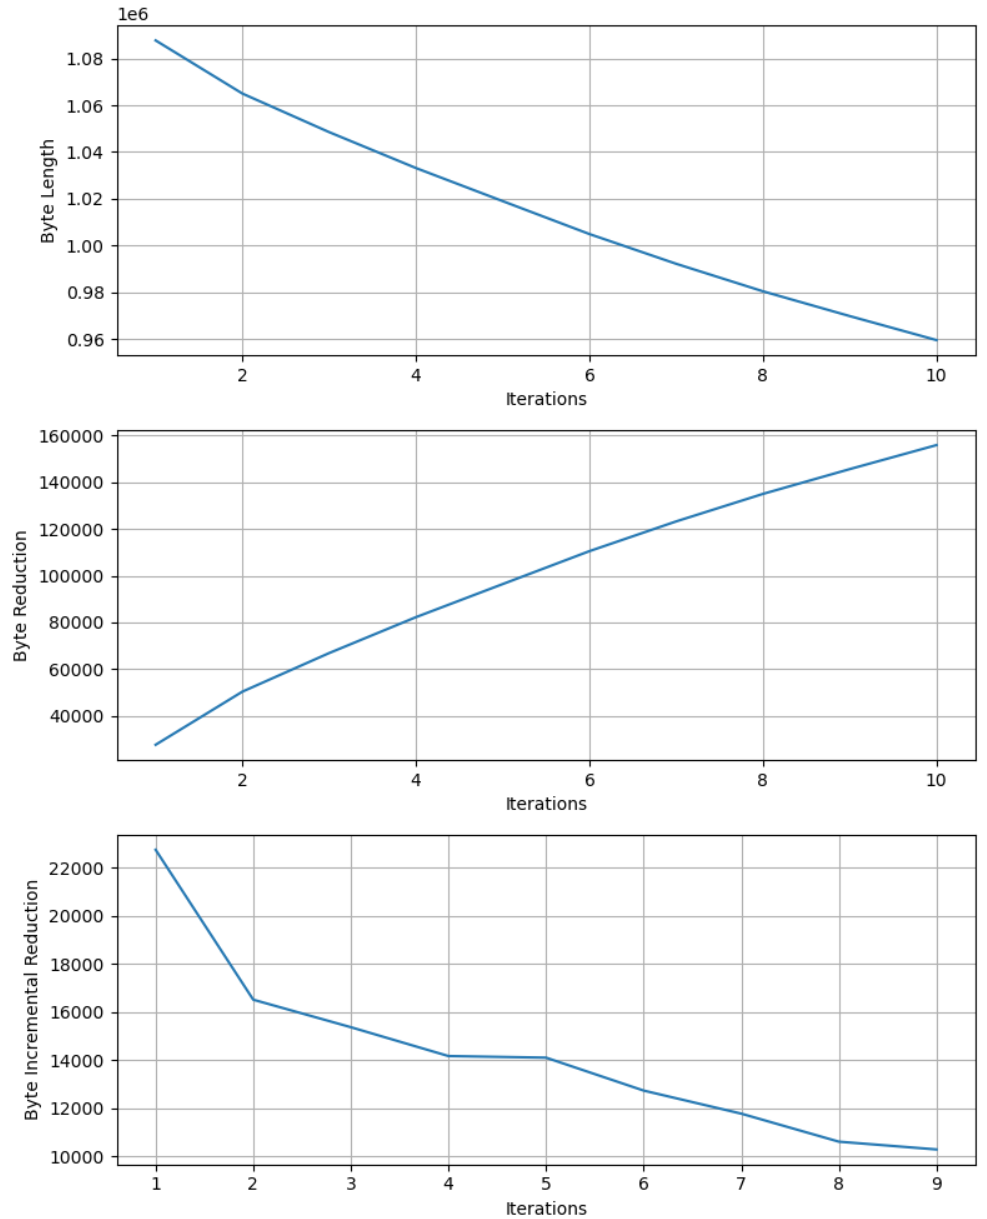 1e6
1.08
1.06
1.04
1.02
1.00
0.98
0.96
Byte Length
2 4 6 8 10
Iterations
160000
140000
120000
100000
80000
60000
40000
Byte Reduction
2 4 6 8 10
Iterations
22000
20000
18000
16000
14000
12000
10000
Byte Incremental Reduction
1 2 3 4 5 6 7 8 9
Iterations